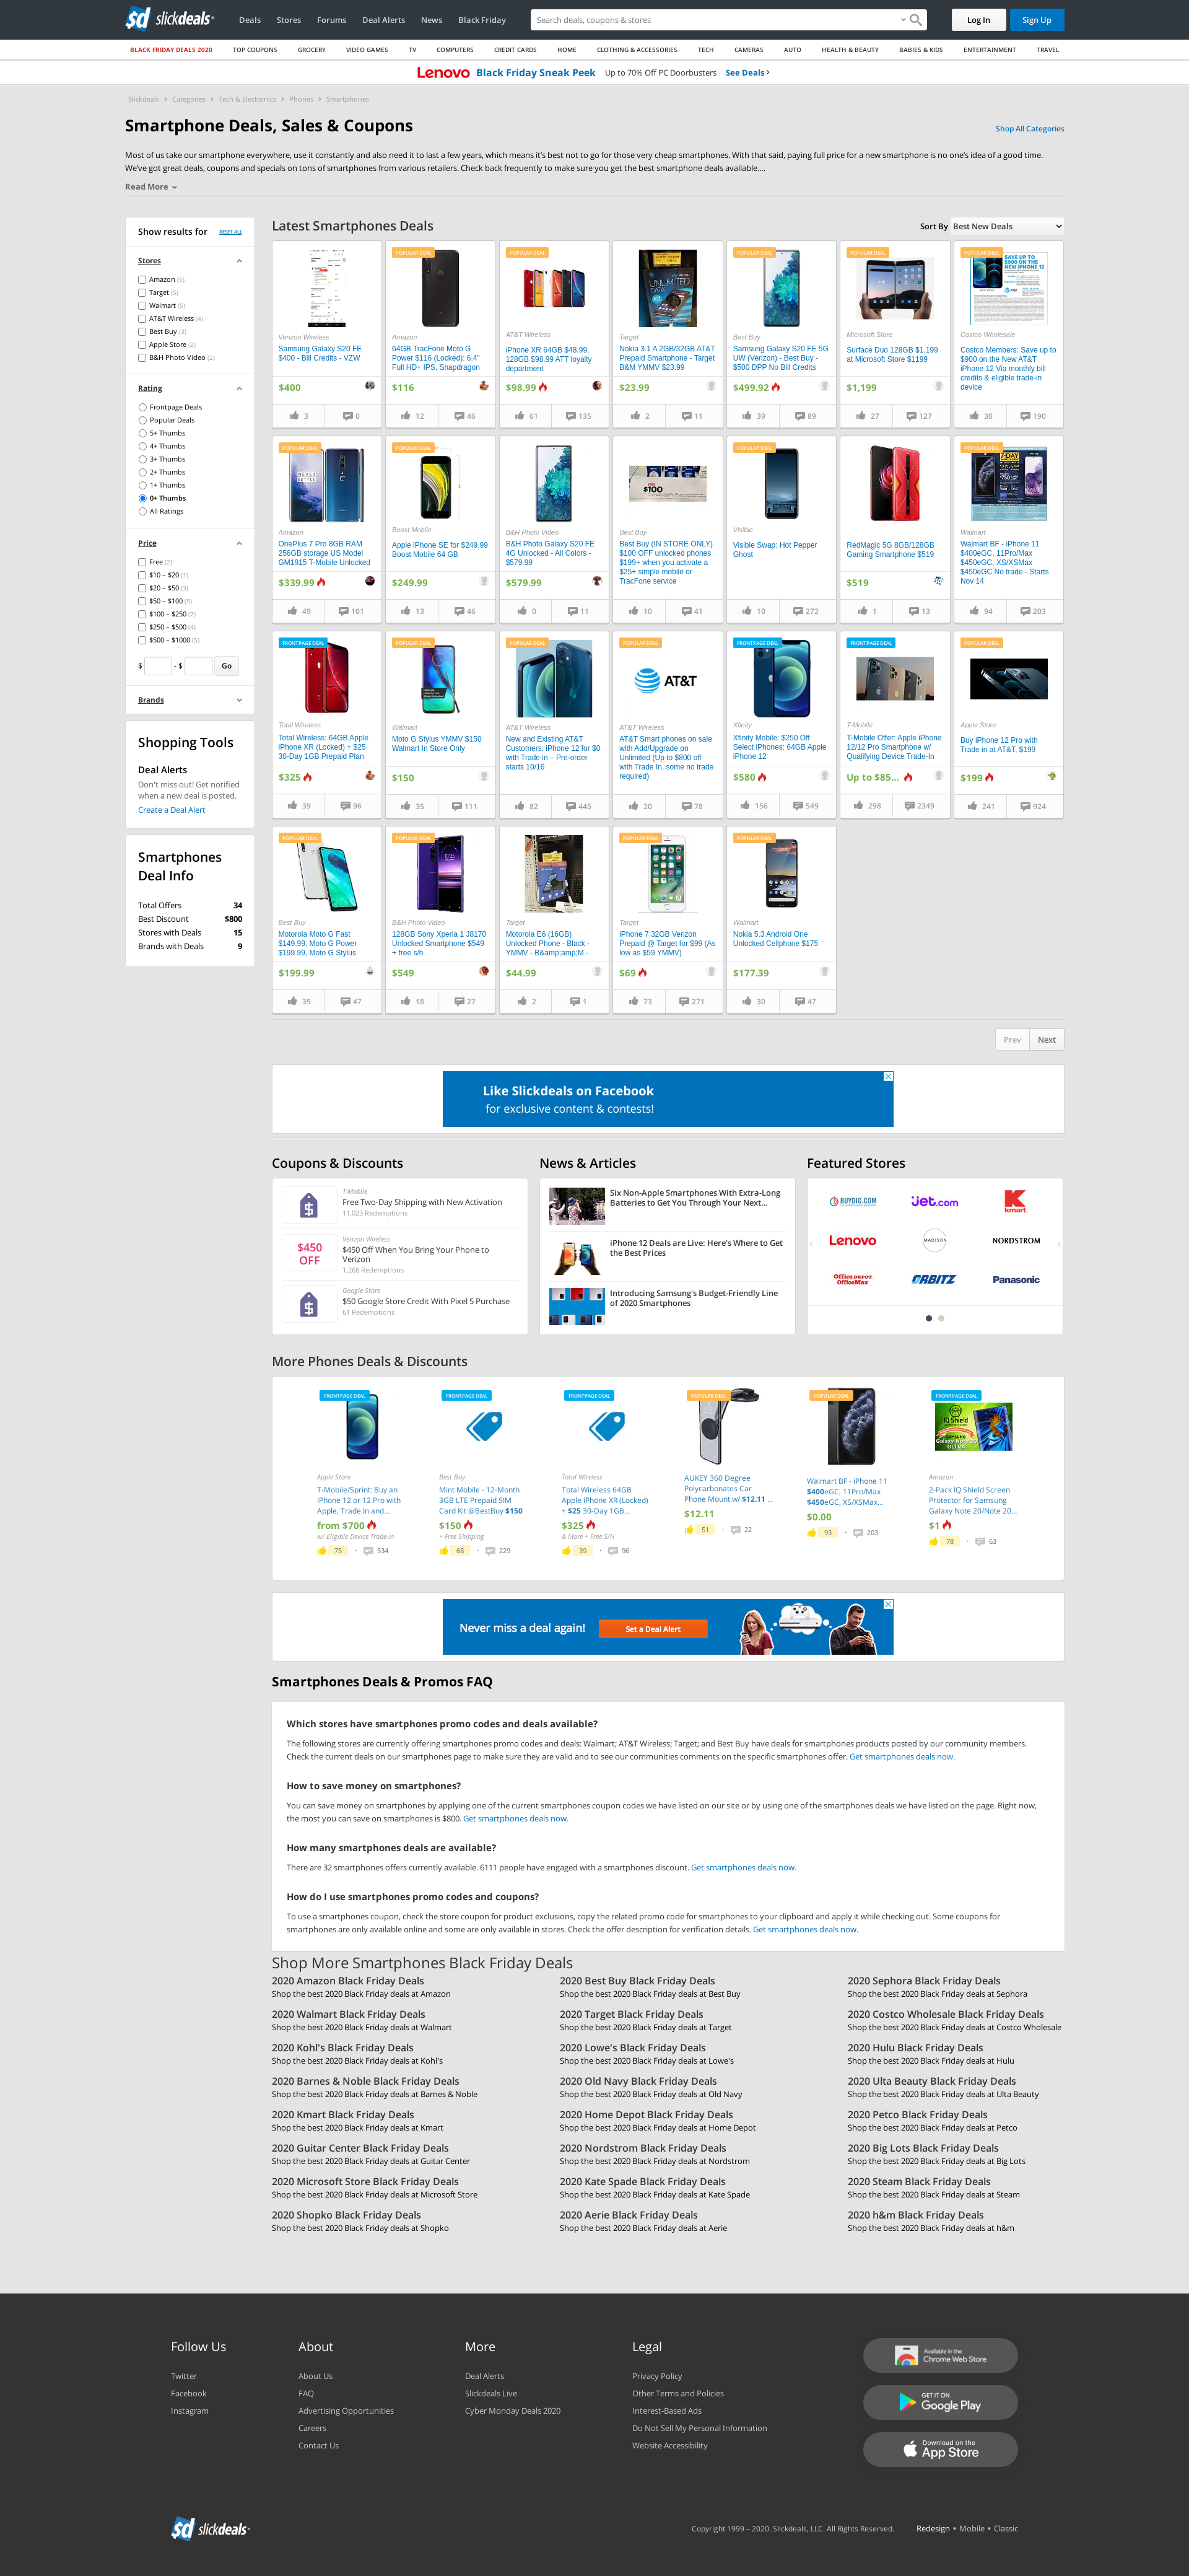 slickdeals
Deals Stores Forums Deal Alerts News Black Friday
Search deals, coupons & stores
Log In
Sign Up
BLACK FRIDAY DEALS 2020 TOP COUPONS GROCERY VIDEO GAMES TV COMPUTERS CREDIT CARDS HOME CLOTHING & ACCESSORIES TECH CAMERAS AUTO HEALTH & BEAUTY BABIES & KIDS ENTERTAINMENT TRAVEL
Lenovo Black Friday Sneak Peek Up to 70% Off PC Doorbusters See Deals
Slickdeals Categories Tech & Electronics Phones Smartphones
Smartphone Deals, Sales & Coupons
Shop All Categories
Most of us take our smartphone everywhere, use it constantly and also need it to last a few years, which means it's best not to go for those very cheap smartphones. With that said, paying full price for a new smartphone is no one's idea of a good time.
We've got great deals, coupons and specials on tons of smartphones from various retailers. Check back frequently to make sure you get the best smartphone deals available....
Read More
Show results for RESET ALL
Stores
Amazon (5)
Target (5)
Walmart (5)
AT&T Wireless (4)
Best Buy (3)
Apple Store (2)
B&H Photo Video (2)
Rating
Frontpage Deals
Popular Deals
5+ Thumbs
4+ Thumbs
3+ Thumbs
2+ Thumbs
1+ Thumbs
0+ Thumbs
All Ratings
Price
Free (2)
$10 – $20 (1)
$20 – $50 (3)
$50 – $100 (5)
$100 – $250 (7)
$250 – $500 (4)
$500 – $1000 (5)
$ - $ Go
Brands
Shopping Tools
Deal Alerts
Don't miss out! Get notified
when a new deal is posted.
Create a Deal Alert
Smartphones
Deal Info
Total Offers 34
Best Discount $800
Stores with Deals 15
Brands with Deals 9
Latest Smartphones Deals
Sort By Best New Deals
Verizon Wireless
Samsung Galaxy S20 FE
$400 - Bill Credits - VZW
$400
3 0
POPULAR DEAL
Amazon
64GB TracFone Moto G
Power $116 (Locked): 6.4"
Full HD+ IPS, Snapdragon
$116
12 46
POPULAR DEAL
AT&T Wireless
iPhone XR 64GB $48.99,
128GB $98.99 ATT loyalty
department
$98.99
61 135
Target
Nokia 3.1 A 2GB/32GB AT&T
Prepaid Smartphone - Target
B&M YMMV $23.99
$23.99
2 11
POPULAR DEAL
Best Buy
Samsung Galaxy S20 FE 5G
UW (Verizon) - Best Buy -
$500 DPP No Bill Credits
$499.92
39 89
POPULAR DEAL
Microsoft Store
Surface Duo 128GB $1,199
at Microsoft Store $1199
$1,199
27 127
POPULAR DEAL
SAVE UP TO
Costco Wholesale
Costco Members: Save up to
$900 on the New AT&T
iPhone 12 Via monthly bill
credits & eligible trade-in
device
30 190
POPULAR DEAL
Amazon
OnePlus 7 Pro 8GB RAM
256GB storage US Model
GM1915 T-Mobile Unlocked
$339.99
49 101
POPULAR DEAL
Boost Mobile
Apple iPhone SE for $249.99
Boost Mobile 64 GB
$249.99
13 46
B&H Photo Video
B&H Photo Galaxy S20 FE
4G Unlocked - All Colors -
$579.99
$579.99
0 11
$100
Best Buy
Best Buy (IN STORE ONLY)
$100 OFF unlocked phones
$199+ when you activate a
$25+ simple mobile or
TracFone service
10 41
POPULAR DEAL
Visible
Visible Swap: Hot Pepper
Ghost
10 272
RedMagic 5G 8GB/128GB
Gaming Smartphone $519
$519
1 13
POPULAR DEAL
Walmart
Walmart BF - iPhone 11
$400eGC, 11Pro/Max
$450eGC, XS/XSMax
$450eGC No trade - Starts
Nov 14
94 203
FRONTPAGE DEAL
Total Wireless
Total Wireless: 64GB Apple
iPhone XR (Locked) + $25
30-Day 1GB Prepaid Plan
$325
39 96
POPULAR DEAL
Walmart
Moto G Stylus YMMV $150
Walmart In Store Only
$150
35 111
POPULAR DEAL
AT&T Wireless
New and Existing AT&T
Customers: iPhone 12 for $0
with Trade in – Pre-order
starts 10/16
82 445
POPULAR DEAL
AT&T
AT&T Wireless
AT&T Smart phones on sale
with Add/Upgrade on
Unlimited (Up to $800 off
with Trade In, some no trade
required)
20 78
FRONTPAGE DEAL
Xfinity
Xfinity Mobile: $250 Off
Select iPhones: 64GB Apple
iPhone 12
$580
156 549
FRONTPAGE DEAL
T-Mobile
T-Mobile Offer: Apple iPhone
12/12 Pro Smartphone w/
Qualifying Device Trade-In
Up to $85...
298 2349
POPULAR DEAL
Apple Store
Buy iPhone 12 Pro with
Trade in at AT&T, $199
$199
241 924
POPULAR DEAL
Best Buy
Motorola Moto G Fast
$149.99, Moto G Power
$199.99, Moto G Stylus
$199.99
35 47
POPULAR DEAL
B&H Photo Video
128GB Sony Xperia 1 J8170
Unlocked Smartphone $549
+ free s/h
$549
18 27
POPULAR DEAL
Target
Motorola E6 (16GB)
Unlocked Phone - Black -
YMMV - B&amp;amp;M -
$44.99
2 1
POPULAR DEAL
Target
iPhone 7 32GB Verizon
Prepaid @ Target for $99 (As
low as $59 YMMV)
$69
73 271
POPULAR DEAL
Walmart
Nokia 5.3 Android One
Unlocked Cellphone $175
$177.39
30 47
Prev Next
Like Slickdeals on Facebook
for exclusive content & contests!
Coupons & Discounts
T-Mobile
Free Two-Day Shipping with New Activation
11,023 Redemptions
$450
OFF
Verizon Wireless
$450 Off When You Bring Your Phone to
Verizon
1,268 Redemptions
Google Store
$50 Google Store Credit With Pixel 5 Purchase
61 Redemptions
News & Articles
Six Non-Apple Smartphones With Extra-Long
Batteries to Get You Through Your Next...
iPhone 12 Deals are Live: Here's Where to Get
the Best Prices
Introducing Samsung's Budget-Friendly Line
of 2020 Smartphones
Featured Stores
BUYDIG.COM jet.com kmart
Lenovo MADISON NORDSTROM
Office DEPOT OfficeMax ORBITZ Panasonic
More Phones Deals & Discounts
FRONTPAGE DEAL
Apple Store
T-Mobile/Sprint: Buy an
iPhone 12 or 12 Pro with
Apple, Trade In and...
from $700
w/ Eligible Device Trade-In
75 534
FRONTPAGE DEAL
Best Buy
Mint Mobile - 12-Month
3GB LTE Prepaid SIM
Card Kit @BestBuy $150
$150
+ Free Shipping
68 229
FRONTPAGE DEAL
Total Wireless
Total Wireless 64GB
Apple iPhone XR (Locked)
+ $25 30-Day 1GB...
$325
& More + Free S/H
39 96
POPULAR DEAL
AUKEY 360 Degree
Polycarbonates Car
Phone Mount w/ $12.11 ...
$12.11
51 22
POPULAR DEAL
Walmart BF - iPhone 11
$400eGC, 11Pro/Max
$450eGC, XS/XSMax...
$0.00
93 203
FRONTPAGE DEAL
IQ Shield
Amazon
2-Pack IQ Shield Screen
Protector for Samsung
Galaxy Note 20/Note 20...
$1
78 63
Never miss a deal again! Set a Deal Alert
Smartphones Deals & Promos FAQ
Which stores have smartphones promo codes and deals available?
The following stores are currently offering smartphones promo codes and deals: Walmart; AT&T Wireless; Target; and Best Buy have deals for smartphones products posted by our community members.
Check the current deals on our smartphones page to make sure they are valid and to see our communities comments on the specific smartphones offer. Get smartphones deals now.
How to save money on smartphones?
You can save money on smartphones by applying one of the current smartphones coupon codes we have listed on our site or by using one of the smartphones deals we have listed on the page. Right now,
the most you can save on smartphones is $800. Get smartphones deals now.
How many smartphones deals are available?
There are 32 smartphones offers currently available. 6111 people have engaged with a smartphones discount. Get smartphones deals now.
How do I use smartphones promo codes and coupons?
To use a smartphones coupon, check the store coupon for product exclusions, copy the related promo code for smartphones to your clipboard and apply it while checking out. Some coupons for
smartphones are only available online and some are only available in stores. Check the offer description for verification details. Get smartphones deals now.
Shop More Smartphones Black Friday Deals
2020 Amazon Black Friday Deals
Shop the best 2020 Black Friday deals at Amazon
2020 Best Buy Black Friday Deals
Shop the best 2020 Black Friday deals at Best Buy
2020 Sephora Black Friday Deals
Shop the best 2020 Black Friday deals at Sephora
2020 Walmart Black Friday Deals
Shop the best 2020 Black Friday deals at Walmart
2020 Target Black Friday Deals
Shop the best 2020 Black Friday deals at Target
2020 Costco Wholesale Black Friday Deals
Shop the best 2020 Black Friday deals at Costco Wholesale
2020 Kohl's Black Friday Deals
Shop the best 2020 Black Friday deals at Kohl's
2020 Lowe's Black Friday Deals
Shop the best 2020 Black Friday deals at Lowe's
2020 Hulu Black Friday Deals
Shop the best 2020 Black Friday deals at Hulu
2020 Barnes & Noble Black Friday Deals
Shop the best 2020 Black Friday deals at Barnes & Noble
2020 Old Navy Black Friday Deals
Shop the best 2020 Black Friday deals at Old Navy
2020 Ulta Beauty Black Friday Deals
Shop the best 2020 Black Friday deals at Ulta Beauty
2020 Kmart Black Friday Deals
Shop the best 2020 Black Friday deals at Kmart
2020 Home Depot Black Friday Deals
Shop the best 2020 Black Friday deals at Home Depot
2020 Petco Black Friday Deals
Shop the best 2020 Black Friday deals at Petco
2020 Guitar Center Black Friday Deals
Shop the best 2020 Black Friday deals at Guitar Center
2020 Nordstrom Black Friday Deals
Shop the best 2020 Black Friday deals at Nordstrom
2020 Big Lots Black Friday Deals
Shop the best 2020 Black Friday deals at Big Lots
2020 Microsoft Store Black Friday Deals
Shop the best 2020 Black Friday deals at Microsoft Store
2020 Kate Spade Black Friday Deals
Shop the best 2020 Black Friday deals at Kate Spade
2020 Steam Black Friday Deals
Shop the best 2020 Black Friday deals at Steam
2020 Shopko Black Friday Deals
Shop the best 2020 Black Friday deals at Shopko
2020 Aerie Black Friday Deals
Shop the best 2020 Black Friday deals at Aerie
2020 h&m Black Friday Deals
Shop the best 2020 Black Friday deals at h&m
Follow Us
Twitter
Facebook
Instagram
About
About Us
FAQ
Advertising Opportunities
Careers
Contact Us
More
Deal Alerts
Slickdeals Live
Cyber Monday Deals 2020
Legal
Privacy Policy
Other Terms and Policies
Interest-Based Ads
Do Not Sell My Personal Information
Website Accessibility
Available in the
Chrome Web Store
GET IT ON
Google Play
Download on the
App Store
slickdeals
Copyright 1999 – 2020. Slickdeals, LLC. All Rights Reserved. Redesign • Mobile • Classic